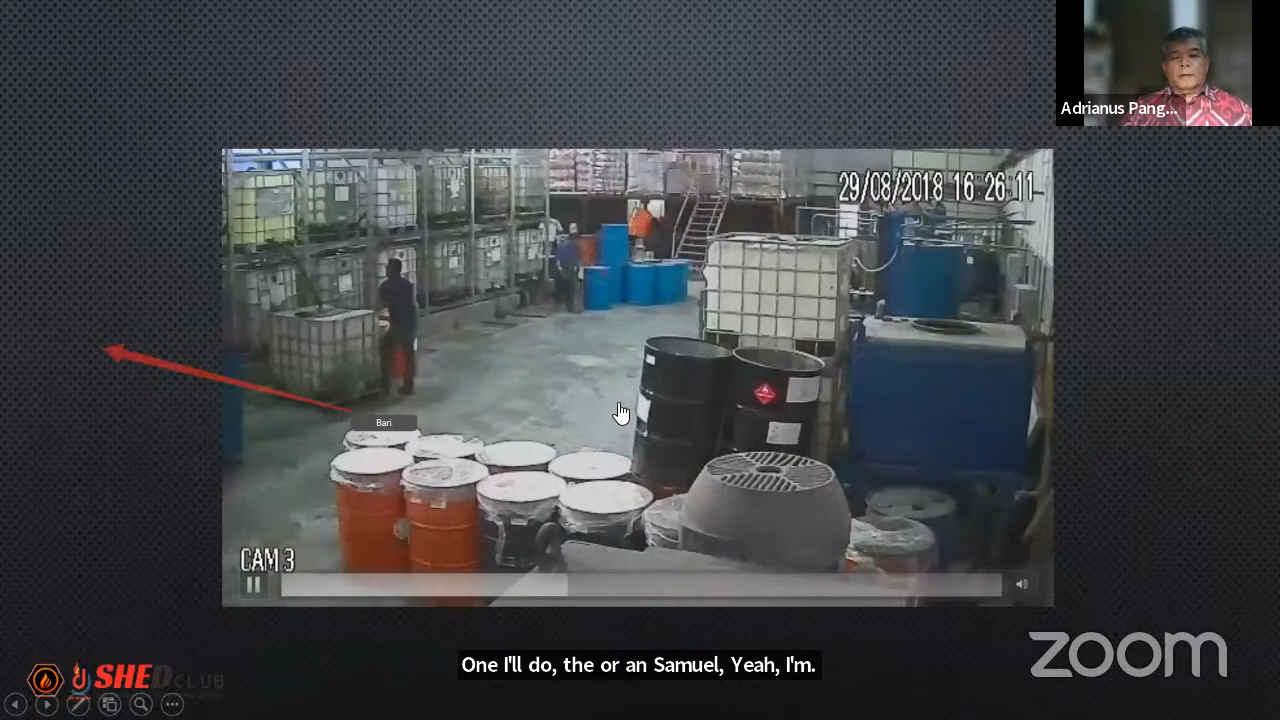 Adrianus Pang...
29/08/2018 16:26:11
Bari
CAM 3
One I'll do, the or an Samuel, Yeah, I'm.
SHED CLUB
zoom